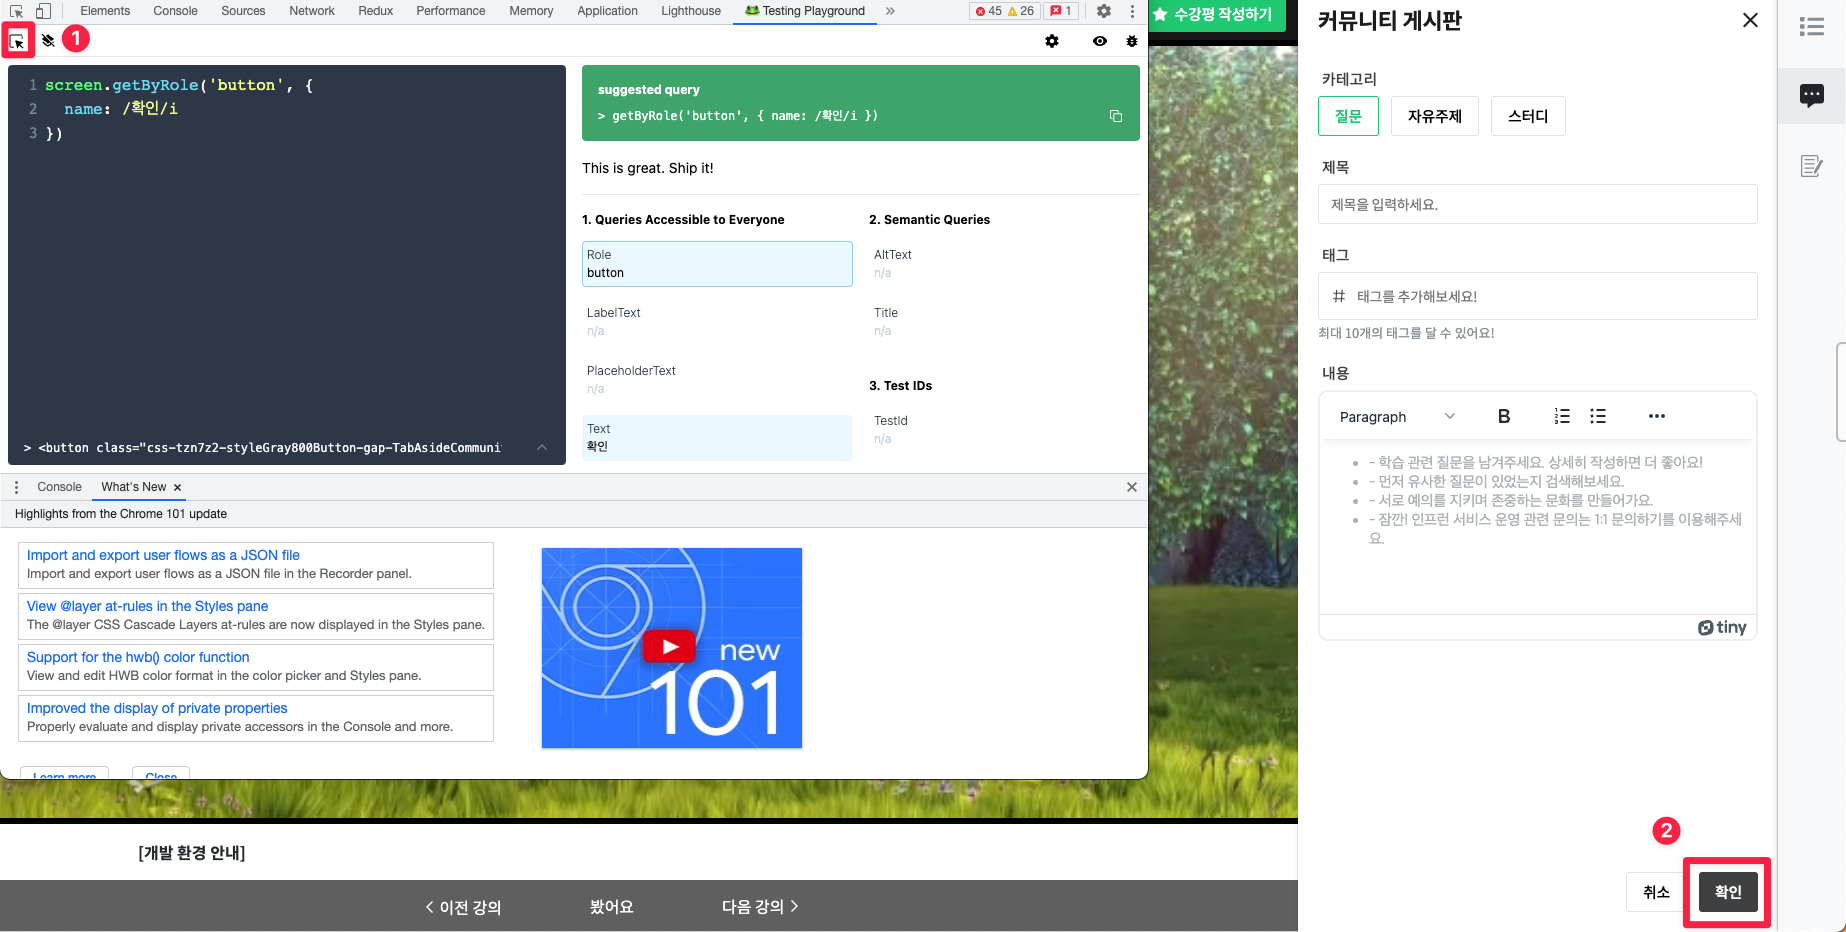 Elements Console Sources Network Redux Performance Memory Application Lighthouse 🐸 Testing Playground » 45 26 1
1
1 screen.getByRole('button', {
2 name: /확인/i
3 })
> <button class="css-tzn7z2-styleGray800Button-gap-TabAsideCommuni
suggested query
> getByRole('button', { name: /확인/i })
This is great. Ship it!
1. Queries Accessible to Everyone
Role
button
LabelText
n/a
PlaceholderText
n/a
Text
확인
2. Semantic Queries
AltText
n/a
Title
n/a
3. Test IDs
TestId
n/a
Console What's New ×
Highlights from the Chrome 101 update
Import and export user flows as a JSON file
Import and export user flows as a JSON file in the Recorder panel.
View @layer at-rules in the Styles pane
The @layer CSS Cascade Layers at-rules are now displayed in the Styles pane.
Support for the hwb() color function
View and edit HWB color format in the color picker and Styles pane.
Improved the display of private properties
Properly evaluate and display private accessors in the Console and more.
Learn more Close
new
101
수강평 작성하기
[개발 환경 안내]
이전 강의 봤어요 다음 강의
커뮤니티 게시판
카테고리
질문 자유주제 스터디
제목
제목을 입력하세요.
태그
# 태그를 추가해보세요!
최대 10개의 태그를 달 수 있어요!
내용
Paragraph B
- 학습 관련 질문을 남겨주세요. 상세히 작성하면 더 좋아요!
- 먼저 유사한 질문이 있었는지 검색해보세요.
- 서로 예의를 지키며 존중하는 문화를 만들어가요.
- 잠깐! 인프런 서비스 운영 관련 문의는 1:1 문의하기를 이용해주세
요.
tiny
2
취소 확인